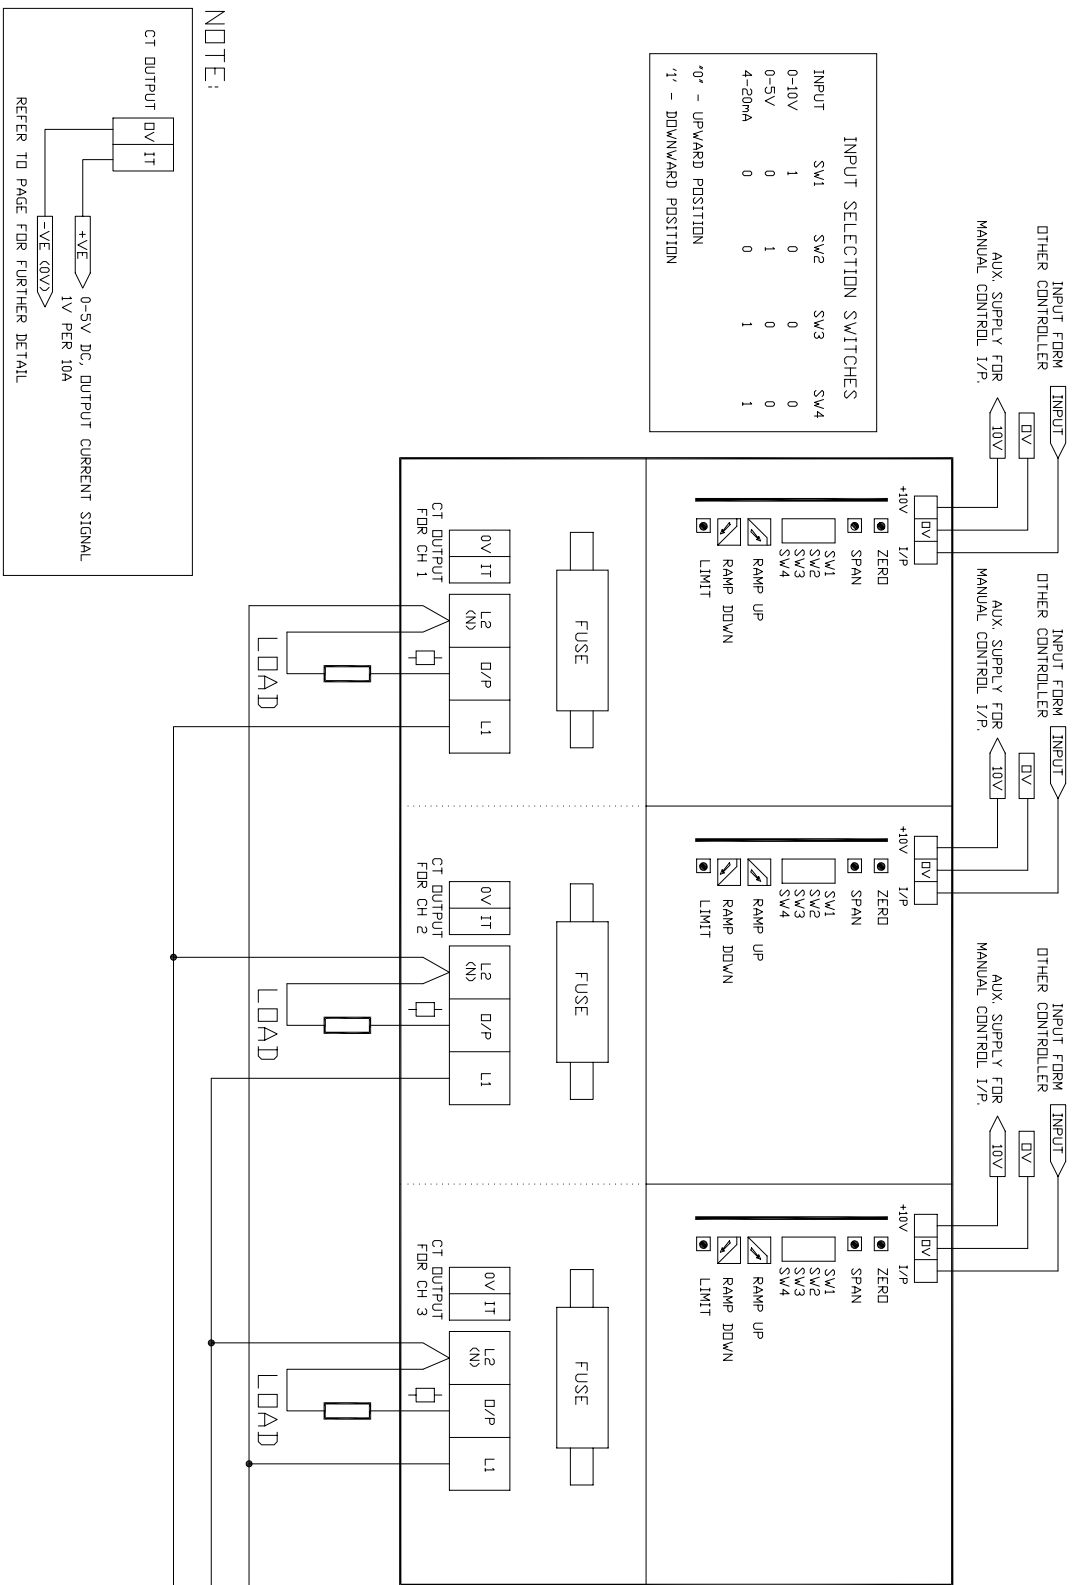 INPUT FORM
OTHER CONTROLLER
INPUT
0V
AUX. SUPPLY FOR
MANUAL CONTROL I/P.
10V
INPUT FORM
OTHER CONTROLLER
INPUT
0V
AUX. SUPPLY FOR
MANUAL CONTROL I/P.
10V
INPUT FORM
OTHER CONTROLLER
INPUT
0V
AUX. SUPPLY FOR
MANUAL CONTROL I/P.
10V
INPUT SELECTION SWITCHES
INPUT SW1 SW2 SW3 SW4
0-10V 1 0 0 0
0-5V 0 1 0 0
4-20mA 0 0 1 1
"0" - UPWARD POSITION
'1' - DOWNWARD POSITION
+10V 0V I/P
ZERO
SPAN
SW1
SW2
SW3
SW4
RAMP UP
RAMP DOWN
LIMIT
+10V 0V I/P
ZERO
SPAN
SW1
SW2
SW3
SW4
RAMP UP
RAMP DOWN
LIMIT
+10V 0V I/P
ZERO
SPAN
SW1
SW2
SW3
SW4
RAMP UP
RAMP DOWN
LIMIT
FUSE
FUSE
FUSE
0V IT
CT OUTPUT
FOR CH 1
L2
(N)
O/P
L1
LOAD
0V IT
CT OUTPUT
FOR CH 2
L2
(N)
O/P
L1
LOAD
0V IT
CT OUTPUT
FOR CH 3
L2
(N)
O/P
L1
LOAD
NOTE:
CT OUTPUT 0V IT
+VE 0-5V DC, OUTPUT CURRENT SIGNAL
1V PER 10A
-VE (0V)
REFER TO PAGE FOR FURTHER DETAIL